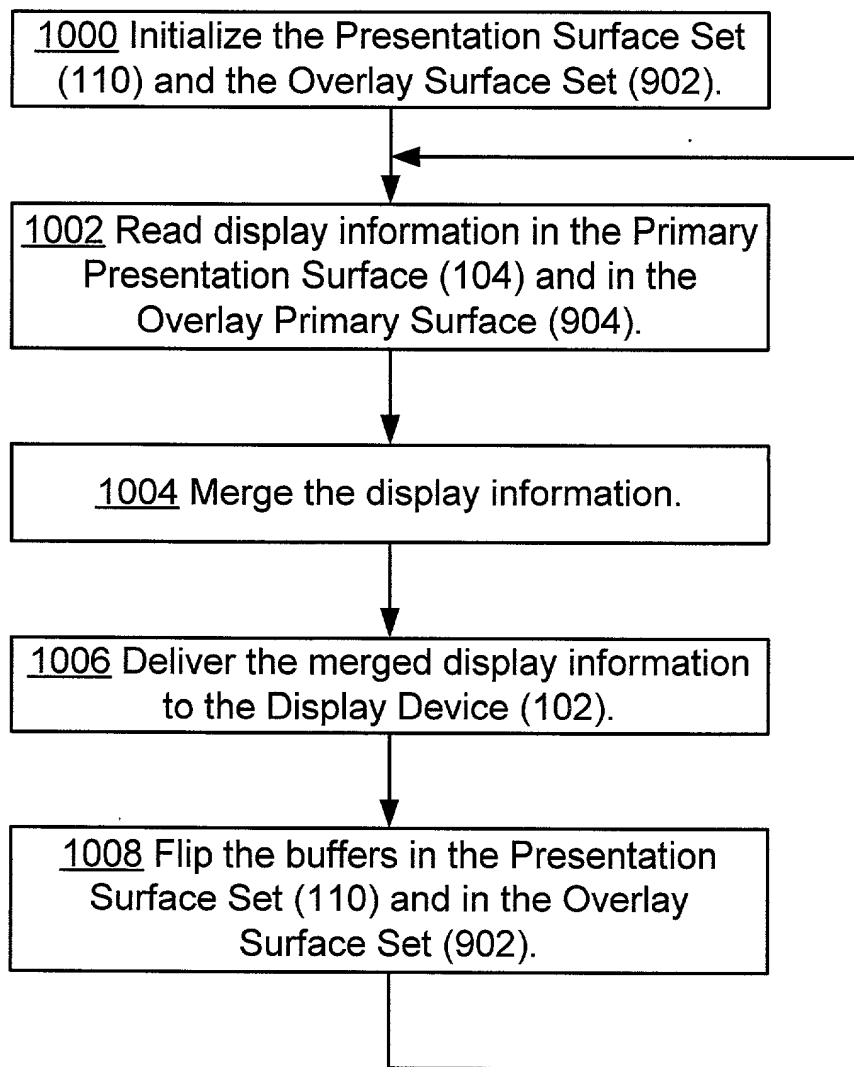 1000 Initialize the Presentation Surface Set
(110) and the Overlay Surface Set (902).
1002 Read display information in the Primary
Presentation Surface (104) and in the
Overlay Primary Surface (904).
1004 Merge the display information.
1006 Deliver the merged display information
to the Display Device (102).
1008 Flip the buffers in the Presentation
Surface Set (110) and in the Overlay
Surface Set (902).